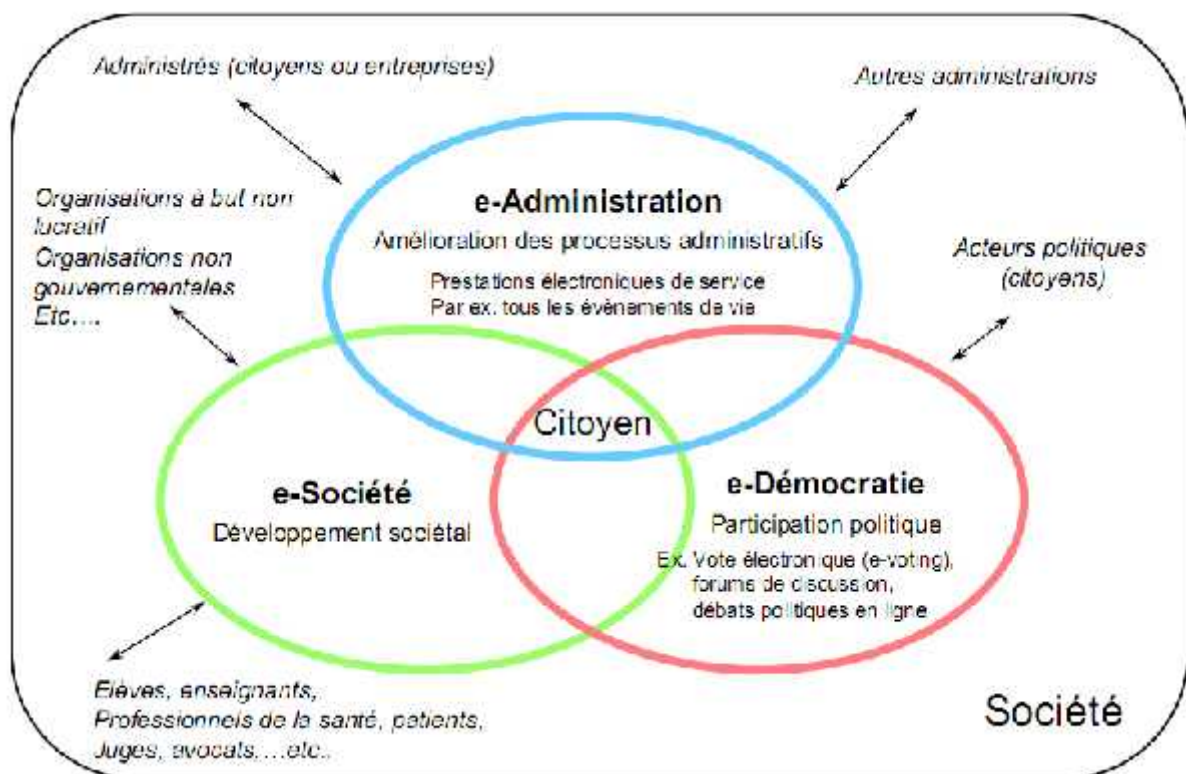 Administrés (citoyens ou entreprises)
Autres administrations
Organisations à but non
lucratif
Organisations non
gouvernementales
Etc....
e-Administration
Amélioration des processus administratifs
Prestations électroniques de service
Par ex. tous les évènements de vie
Acteurs politiques
(citoyens)
Citoyen
e-Société
Développement sociétal
e-Démocratie
Participation politique
Ex. Vote électronique (e-voting),
forums de discussion,
débats politiques en ligne
Elèves, enseignants,
Professionnels de la santé, patients,
Juges, avocats,...etc..
Société